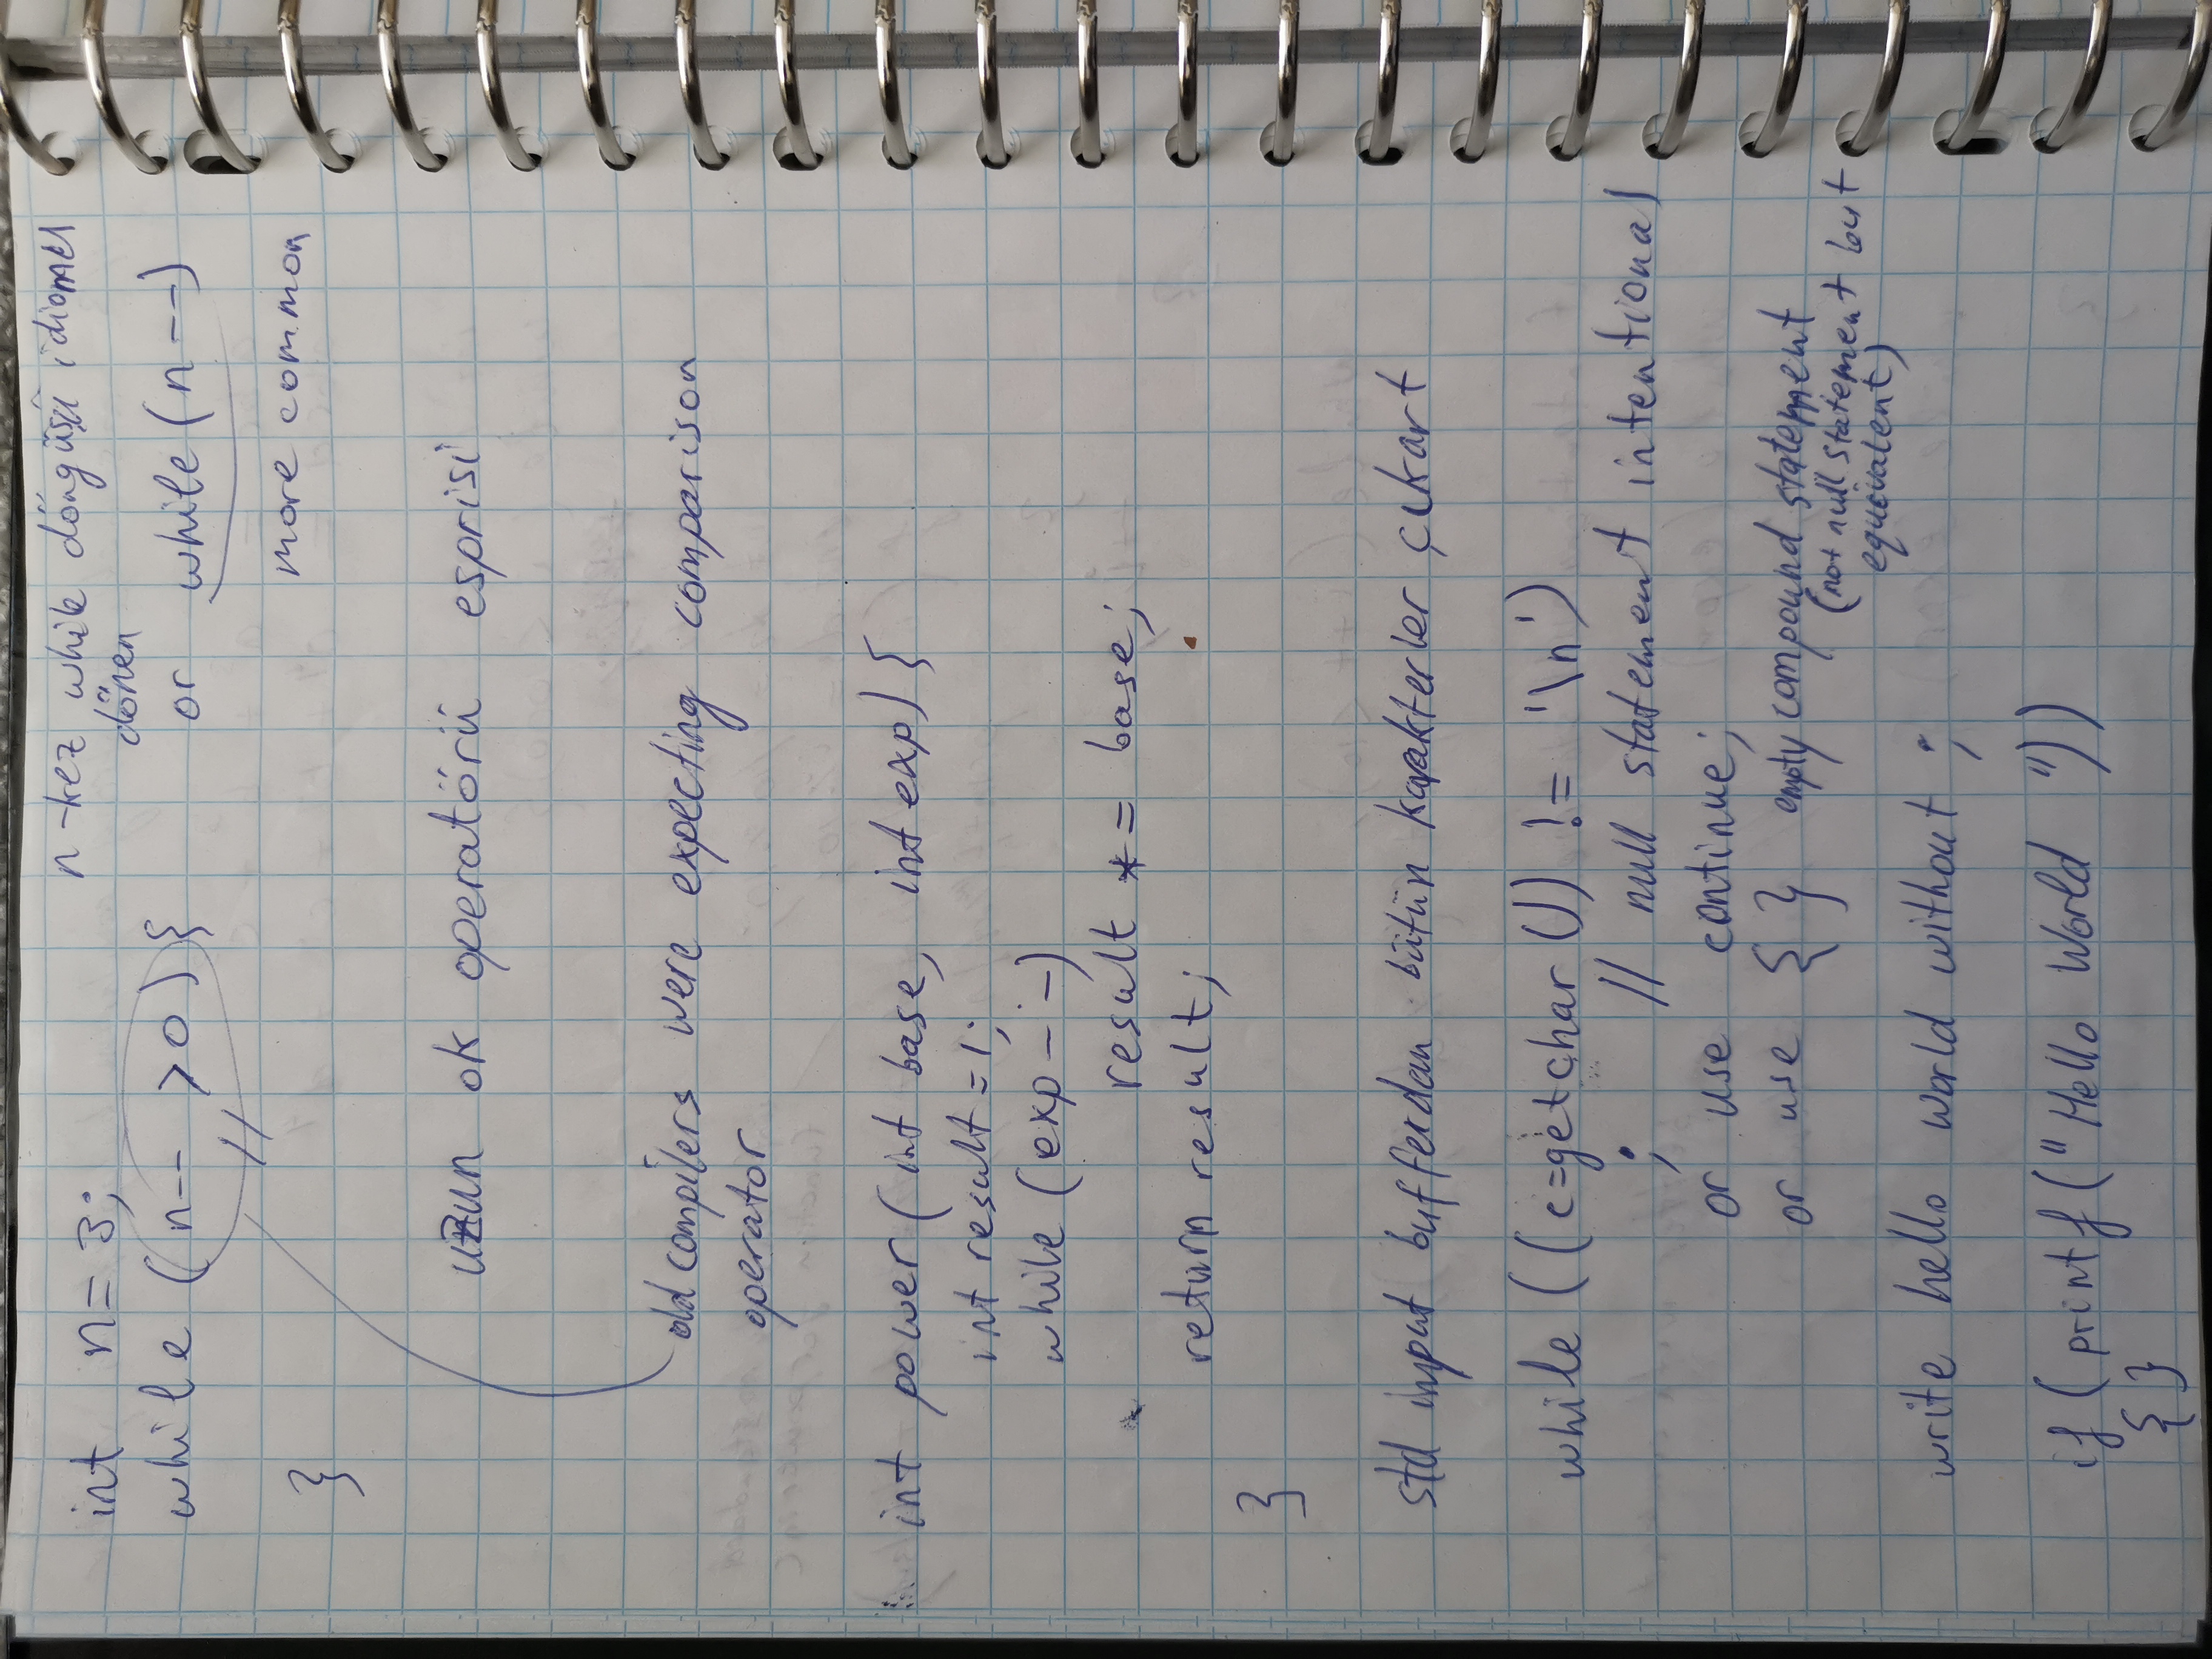 int n = 3;
n-kez while döngüsü idiomu
dönen
while (n-- >0){
or while (n--)
//
more common
}
uzun ok operatörü esprisi
old compilers were expecting comparison
operator
int power (int base, int exp) {
int result = 1;
while (exp--)
result *= base;
return result;
}
std input bufferdan bütün karakterler çıkart
while ((c=getchar ()) != '\n')
; // null statement intentional
or use continue;
or use { } empty compound statement
(not null statement but
equivalent)
write hello world without ;
if (printf ("Hello World "))
{ }